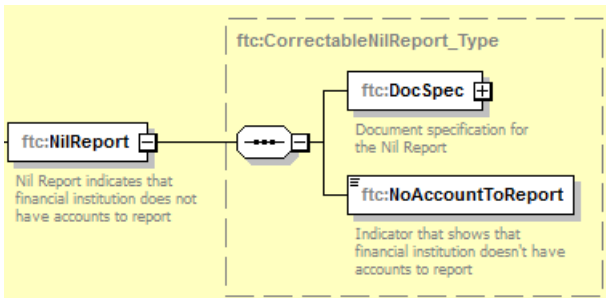 ftc:CorrectableNilReport_Type
ftc:DocSpec
Document specification for
the Nil Report
ftc:NilReport
Nil Report indicates that
financial institution does not
have accounts to report
ftc:NoAccountToReport
Indicator that shows that
financial institution doesn't have
accounts to report